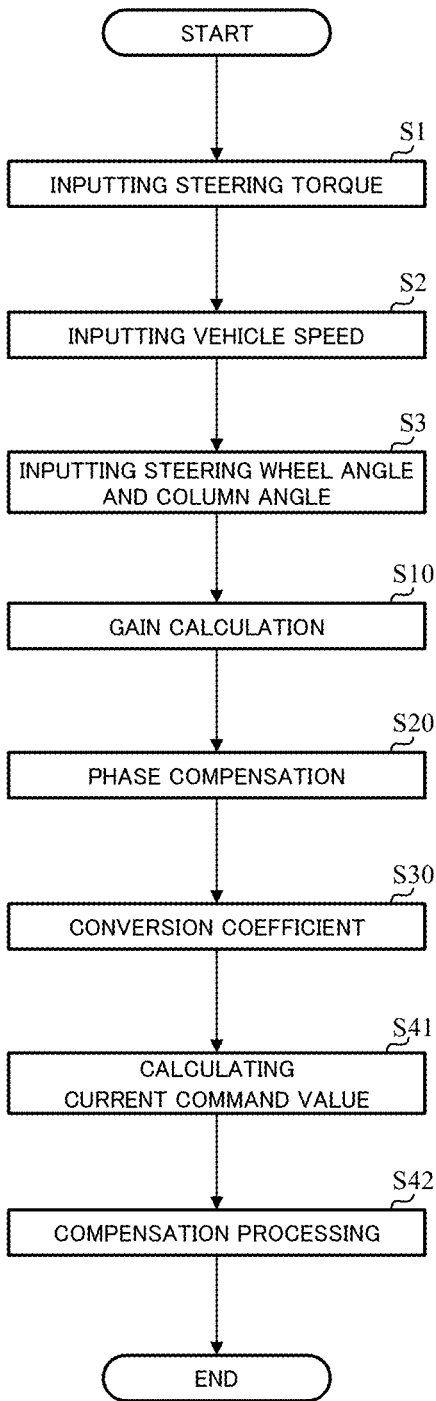 START
S1
INPUTTING STEERING TORQUE
S2
INPUTTING VEHICLE SPEED
S3
INPUTTING STEERING WHEEL ANGLE
AND COLUMN ANGLE
S10
GAIN CALCULATION
S20
PHASE COMPENSATION
S30
CONVERSION COEFFICIENT
S41
CALCULATING
CURRENT COMMAND VALUE
S42
COMPENSATION PROCESSING
END